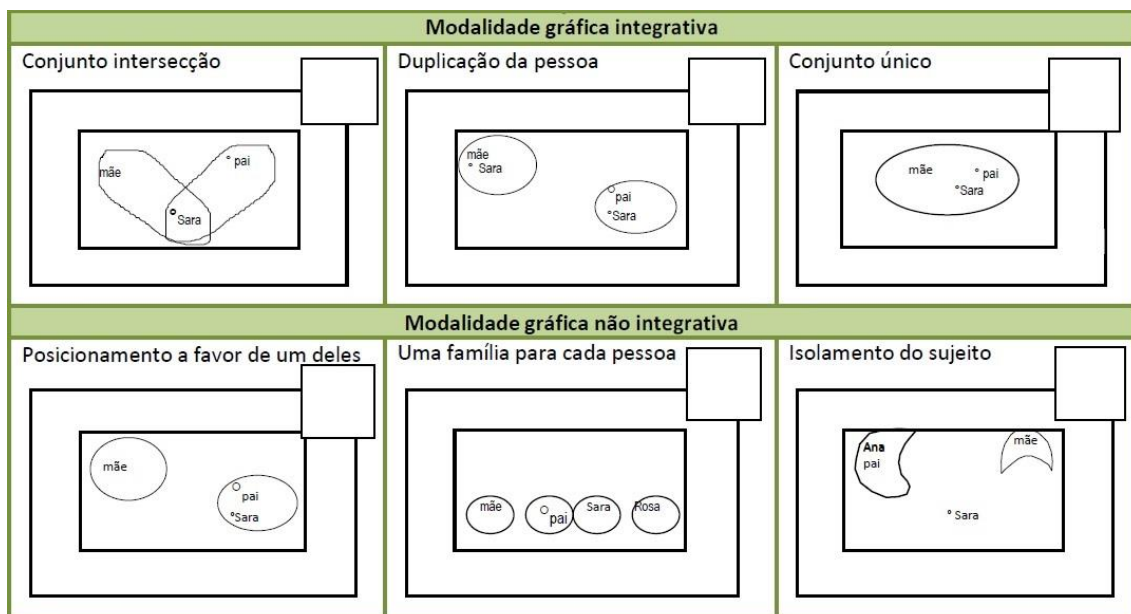 Modalidade gráfica integrativa
Conjunto intersecção
mãe
° pai
° Sara
Duplicação da pessoa
mãe
° Sara
pai
°Sara
Conjunto único
mãe
° pai
°Sara
Modalidade gráfica não integrativa
Posicionamento a favor de um deles
mãe
pai
°Sara
Uma família para cada pessoa
mãe
pai
Sara
Rosa
Isolamento do sujeito
Ana
pai
mãe
° Sara